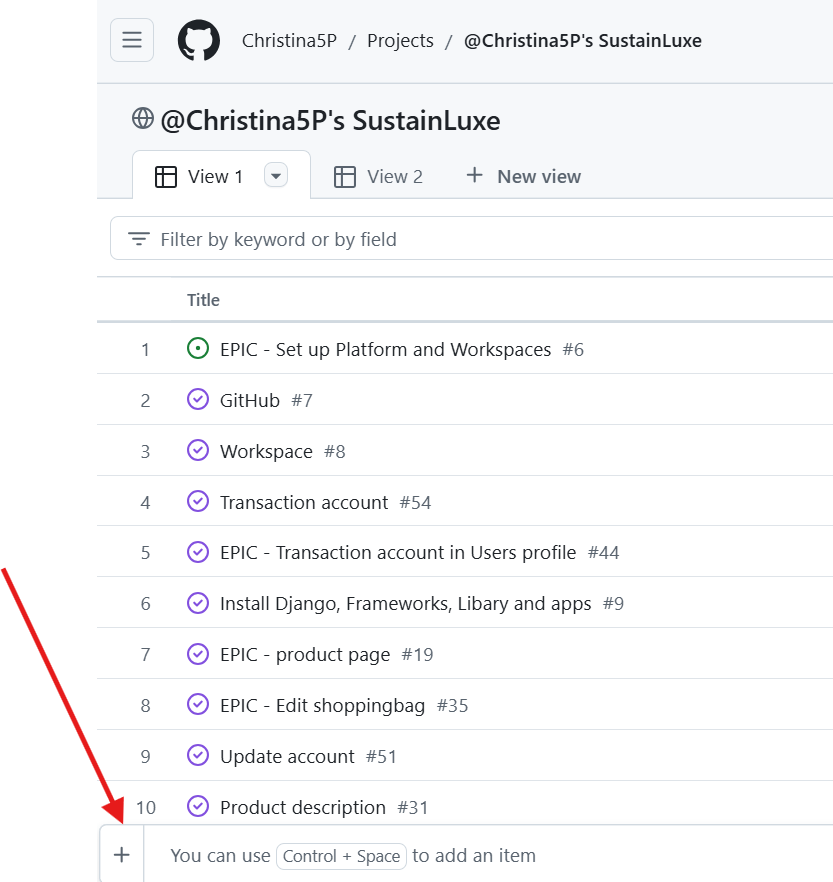 Christina5P / Projects / @Christina5P's SustainLuxe
@Christina5P's SustainLuxe
View 1 View 2 + New view
Filter by keyword or by field
Title
1 EPIC - Set up Platform and Workspaces #6
2 GitHub #7
3 Workspace #8
4 Transaction account #54
5 EPIC - Transaction account in Users profile #44
6 Install Django, Frameworks, Libary and apps #9
7 EPIC - product page #19
8 EPIC - Edit shoppingbag #35
9 Update account #51
10 Product description #31
+ You can use Control + Space to add an item